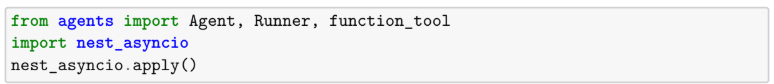 from agents import Agent, Runner, function_tool
import nest_asyncio
nest_asyncio.apply()